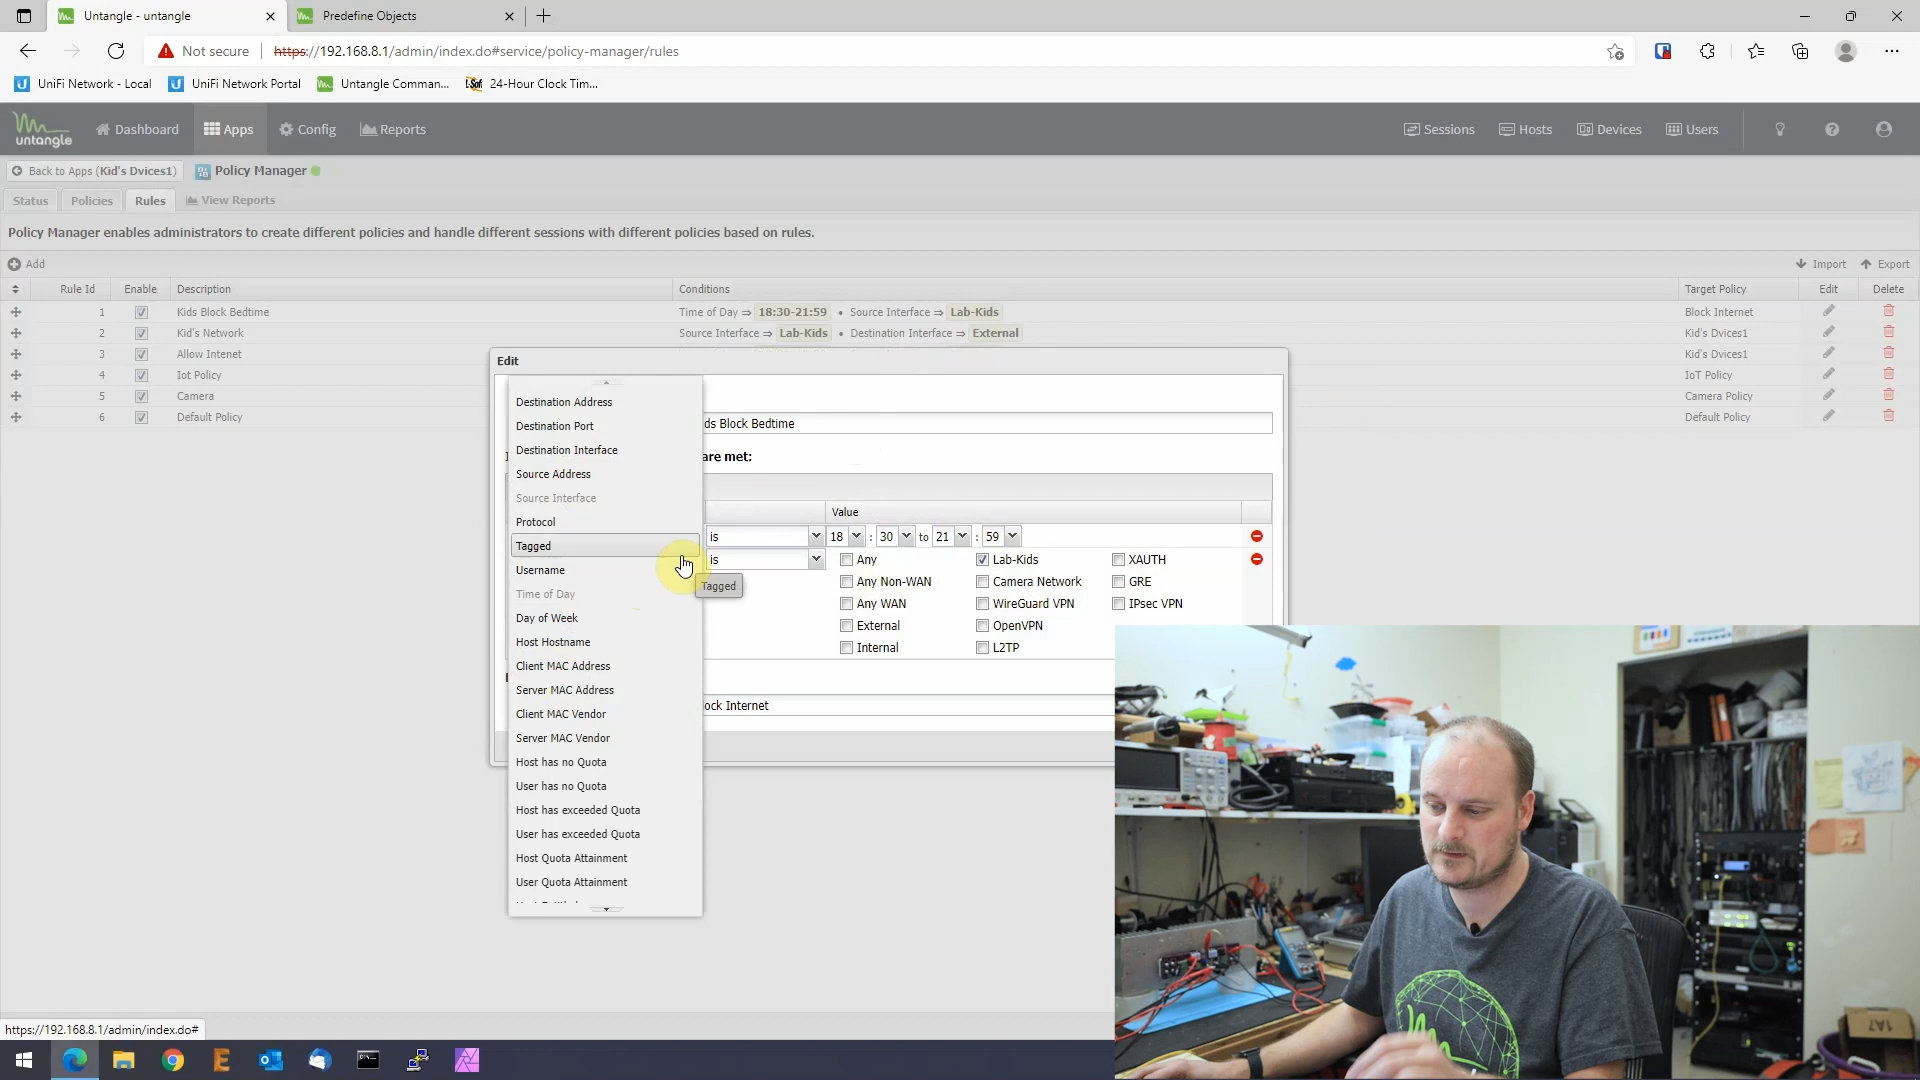 Untangle - untangle
Predefine Objects
Not secure
https://192.168.8.1/admin/index.do#service/policy-manager/rules
UniFi Network - Local
UniFi Network Portal
Untangle Comman...
24-Hour Clock Tim...
untangle
Dashboard
Apps
Config
Reports
Sessions
Hosts
Devices
Users
Back to Apps (Kid's Dvices1)
Policy Manager
Status
Policies
Rules
View Reports
Policy Manager enables administrators to create different policies and handle different sessions with different policies based on rules.
Add
Import
Export
Rule Id Enable Description Conditions Target Policy Edit Delete
1 Kids Block Bedtime Time of Day ⇒ 18:30-21:59 • Source Interface ⇒ Lab-Kids Block Internet
2 Kid's Network Source Interface ⇒ Lab-Kids • Destination Interface ⇒ External Kid's Dvices1
3 Allow Intenet Kid's Dvices1
4 Iot Policy IoT Policy
5 Camera Camera Policy
6 Default Policy Default Policy
Edit
Destination Address
Destination Port
Destination Interface
Source Address
Source Interface
Protocol
Tagged
Username
Time of Day
Day of Week
Host Hostname
Client MAC Address
Server MAC Address
Client MAC Vendor
Server MAC Vendor
Host has no Quota
User has no Quota
Host has exceeded Quota
User has exceeded Quota
Host Quota Attainment
User Quota Attainment
ds Block Bedtime
are met:
Value
is 18 : 30 to 21 : 59
is Any Lab-Kids XAUTH
Any Non-WAN Camera Network GRE
Any WAN WireGuard VPN IPsec VPN
External OpenVPN
Internal L2TP
Tagged
ock Internet
https://192.168.8.1/admin/index.do#